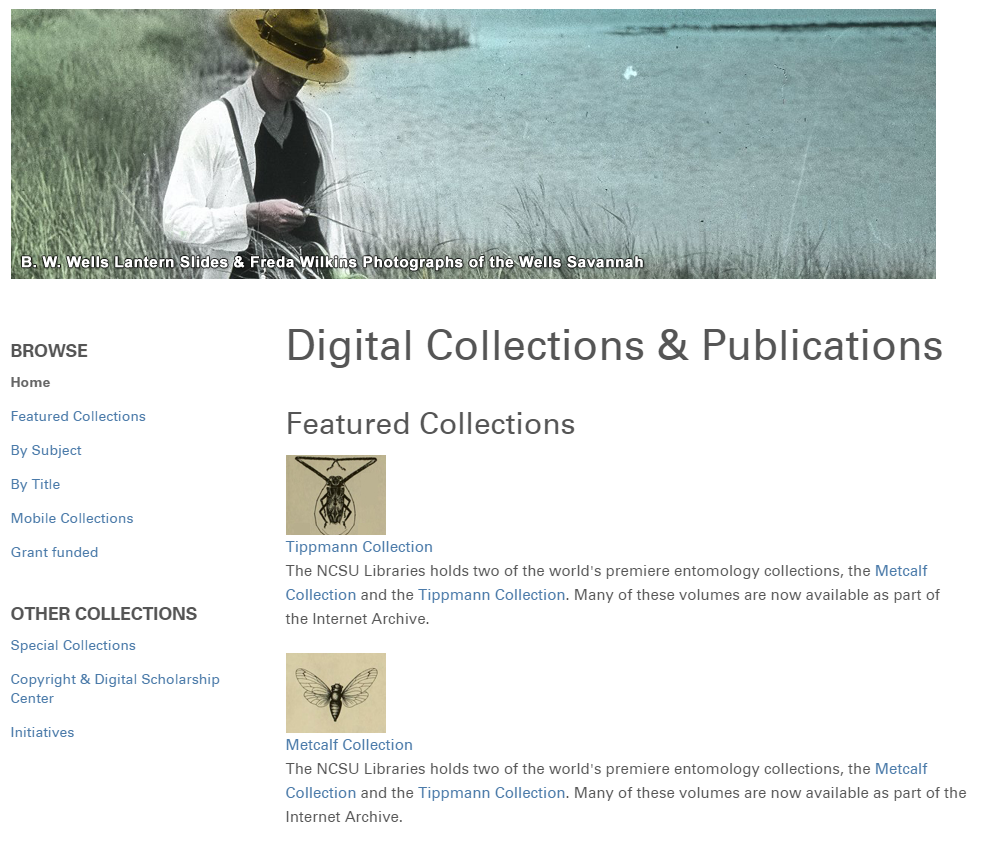 B. W. Wells Lantern Slides & Freda Wilkins Photographs of the Wells Savannah
BROWSE
Home
Featured Collections
By Subject
By Title
Mobile Collections
Grant funded
OTHER COLLECTIONS
Special Collections
Copyright & Digital Scholarship
Center
Initiatives
Digital Collections & Publications
Featured Collections
Tippmann Collection
The NCSU Libraries holds two of the world's premiere entomology collections, the Metcalf
Collection and the Tippmann Collection. Many of these volumes are now available as part of
the Internet Archive.
Metcalf Collection
The NCSU Libraries holds two of the world's premiere entomology collections, the Metcalf
Collection and the Tippmann Collection. Many of these volumes are now available as part of the
Internet Archive.